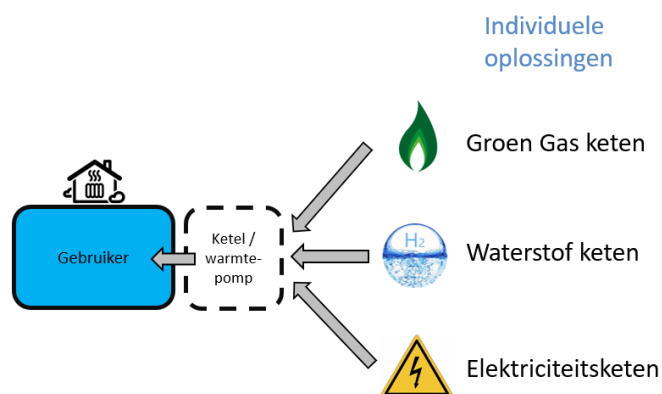 Individuele
oplossingen
Groen Gas keten
Gebruiker
Ketel /
warmte-
pomp
H2
Waterstof keten
Elektriciteitsketen